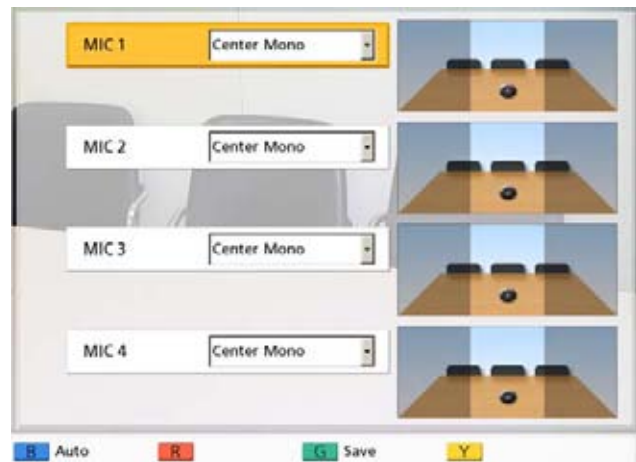 MIC 1 Center Mono
MIC 2 Center Mono
MIC 3 Center Mono
MIC 4 Center Mono
B Auto R G Save Y